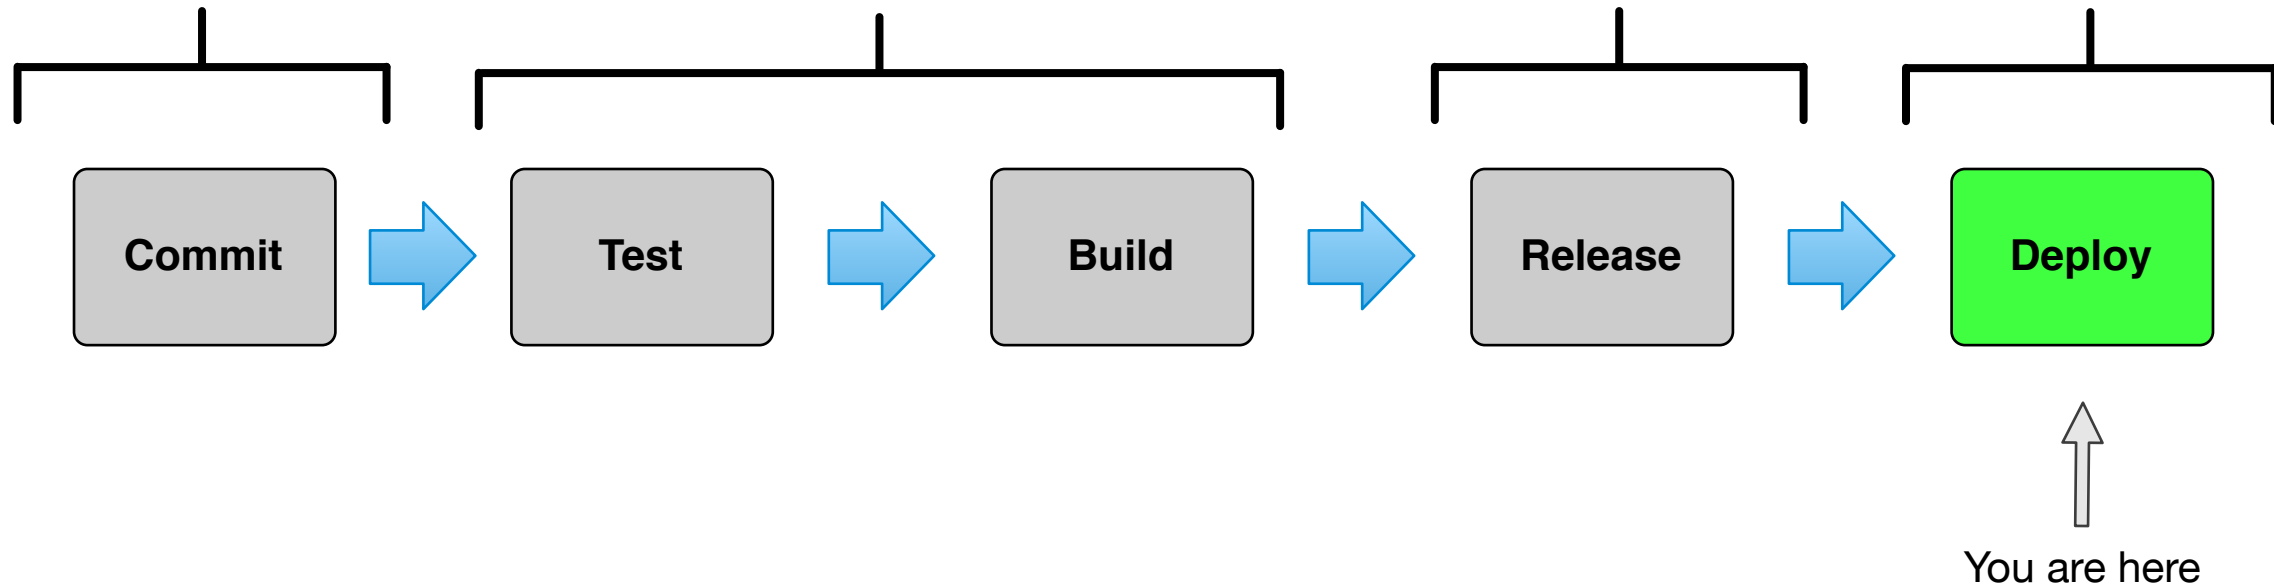 Commit
Test
Build
Release
Deploy
You are here